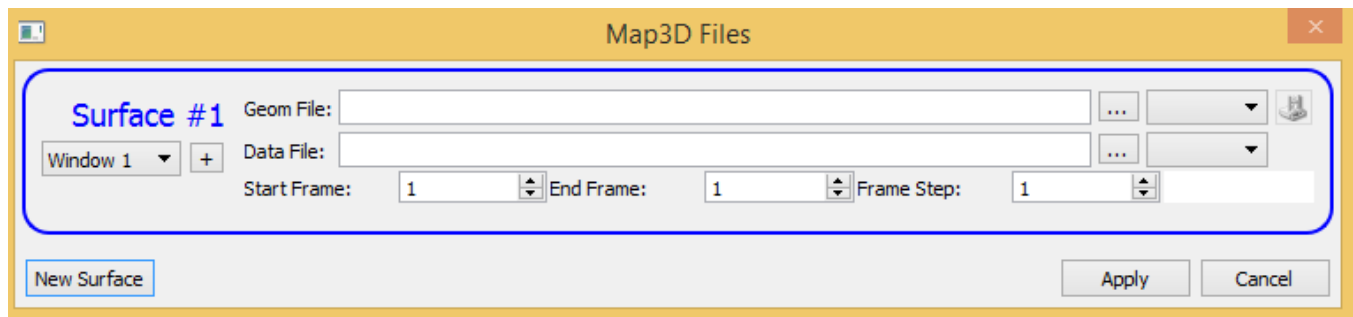 Map3D Files
Surface #1
Geom File: ...
Window 1 +
Data File: ...
Start Frame: 1 End Frame: 1 Frame Step: 1
New Surface Apply Cancel